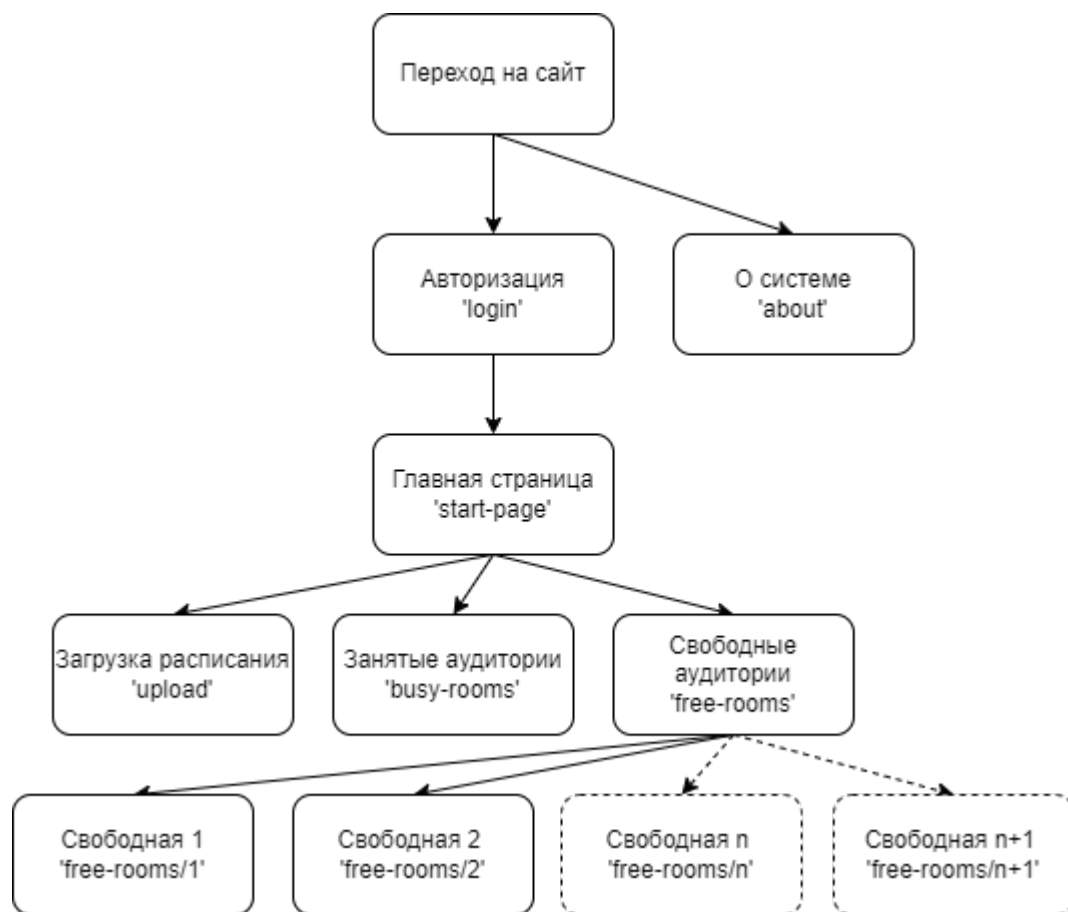 Переход на сайт
Авторизация
'login'
О системе
'about'
Главная страница
'start-page'
Загрузка расписания
'upload'
Занятые аудитории
'busy-rooms'
Свободные
аудитории
'free-rooms'
Свободная 1
'free-rooms/1'
Свободная 2
'free-rooms/2'
Свободная n
'free-rooms/n'
Свободная n+1
'free-rooms/n+1'